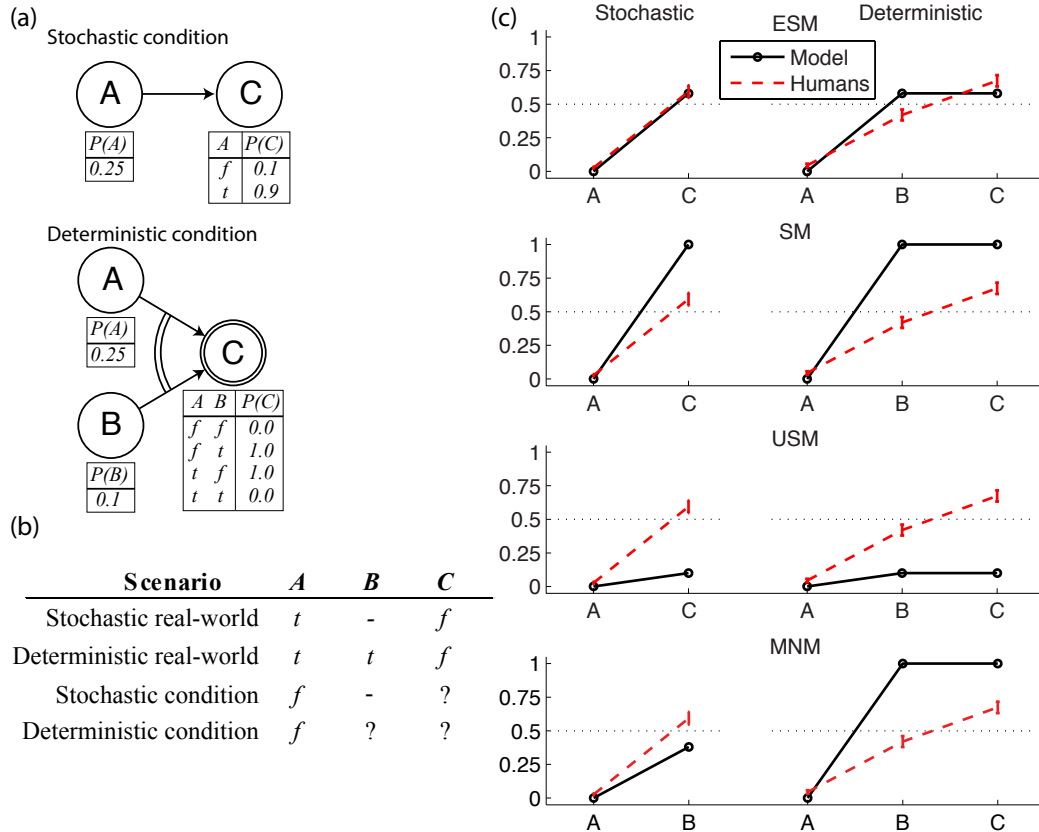 (a)
Stochastic condition
A
C
P(A)
0.25
A P(C)
f 0.1
t 0.9
Deterministic condition
A
P(A)
0.25
C
B
P(B)
0.1
A B P(C)
f f 0.0
f t 1.0
t f 1.0
t t 0.0
(b)
Scenario A B C
Stochastic real-world t - f
Deterministic real-world t t f
Stochastic condition f - ?
Deterministic condition f ? ?
(c)
Stochastic Deterministic
ESM
Model
Humans
1
0.75
0.5
0.25
0
A C A B C
SM
1
0.75
0.5
0.25
0
A C A B C
USM
1
0.75
0.5
0.25
0
A C A B C
MNM
1
0.75
0.5
0.25
0
A B A B C